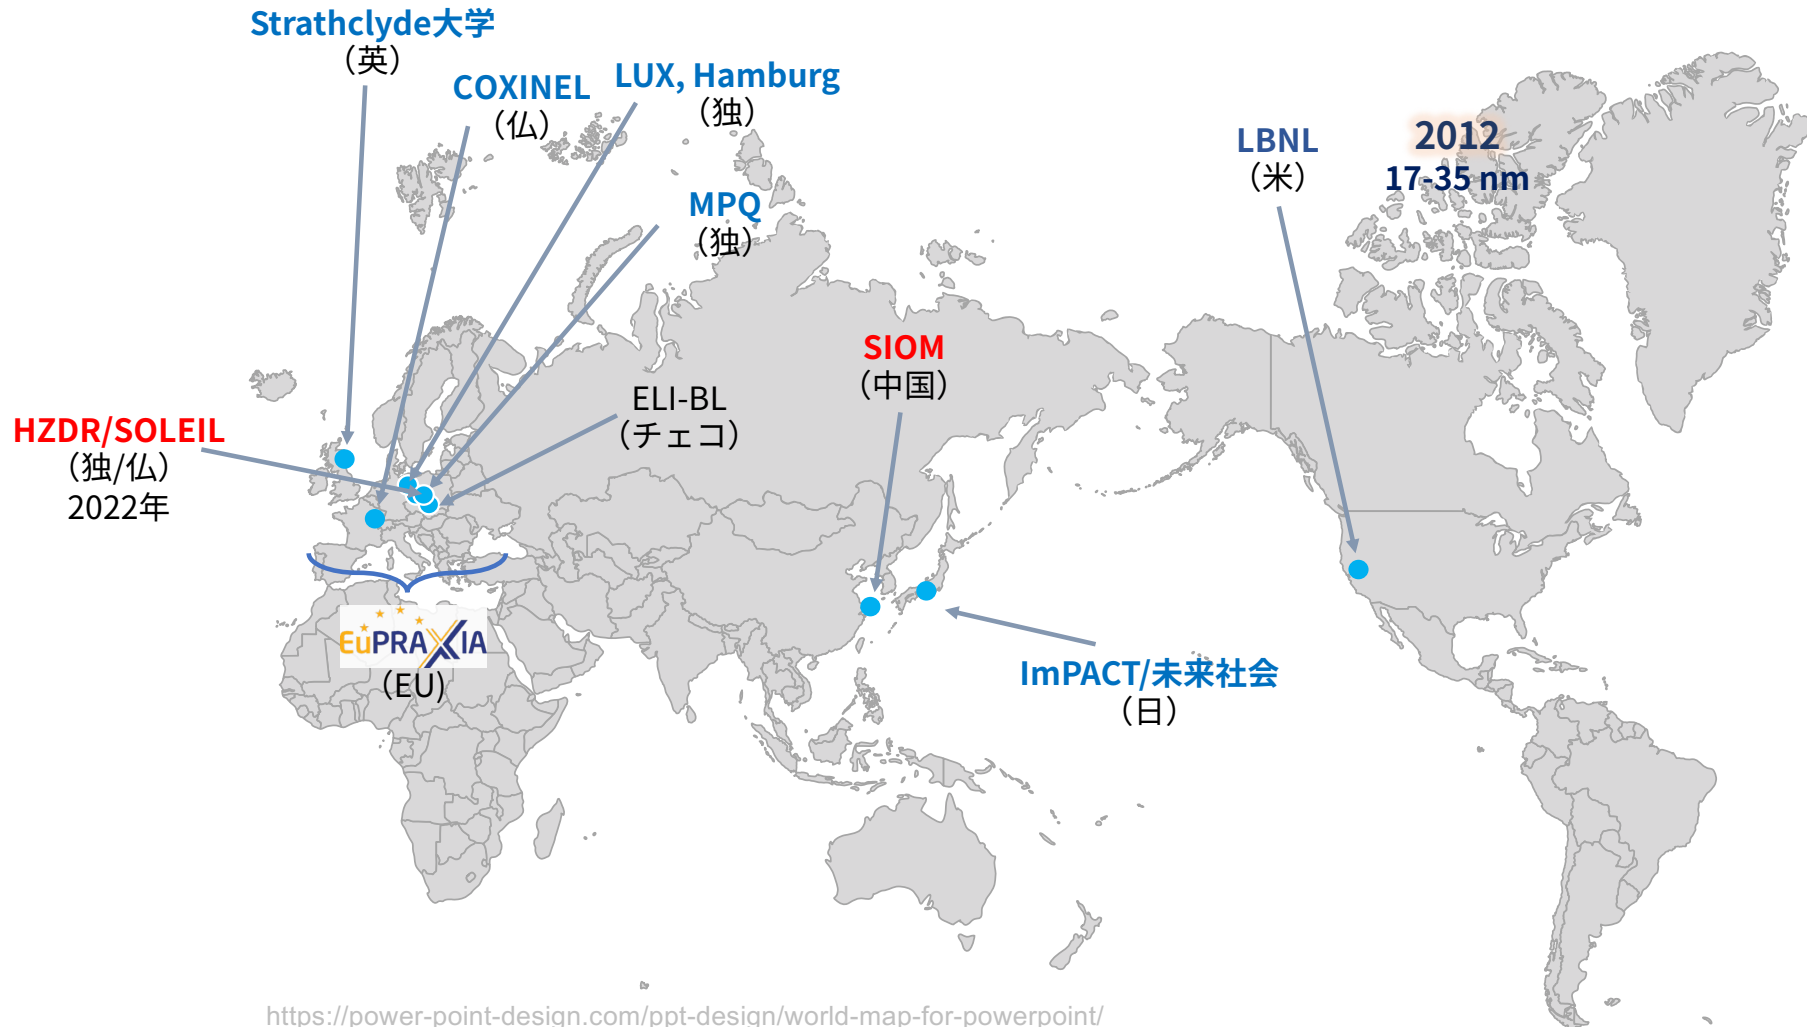 Strathclyde大学
（英）
COXINEL
（仏）
LUX, Hamburg
（独）
MPQ
（独）
LBNL
（米）
2012
17-35 nm
SIOM
（中国）
ELI-BL
（チェコ）
HZDR/SOLEIL
（独/仏）
2022年
EuPRAXIA
（EU)
ImPACT/未来社会
（日）
https://power-point-design.com/ppt-design/world-map-for-powerpoint/